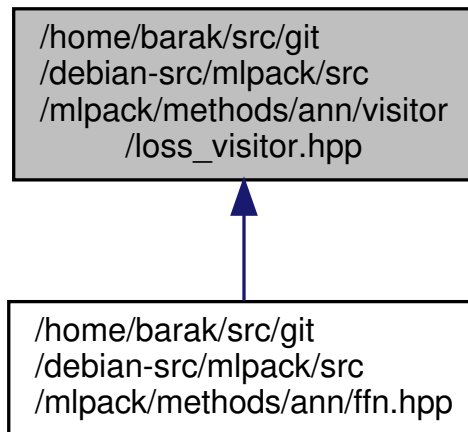 /home/barak/src/git
/debian-src/mlpack/src
/mlpack/methods/ann/visitor
/loss_visitor.hpp
/home/barak/src/git
/debian-src/mlpack/src
/mlpack/methods/ann/ffn.hpp